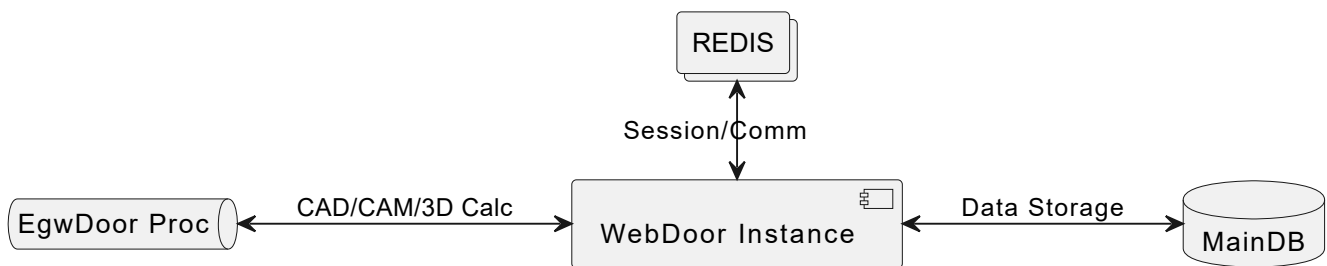 REDIS
Session/Comm
EgwDoor Proc
CAD/CAM/3D Calc
WebDoor Instance
Data Storage
MainDB